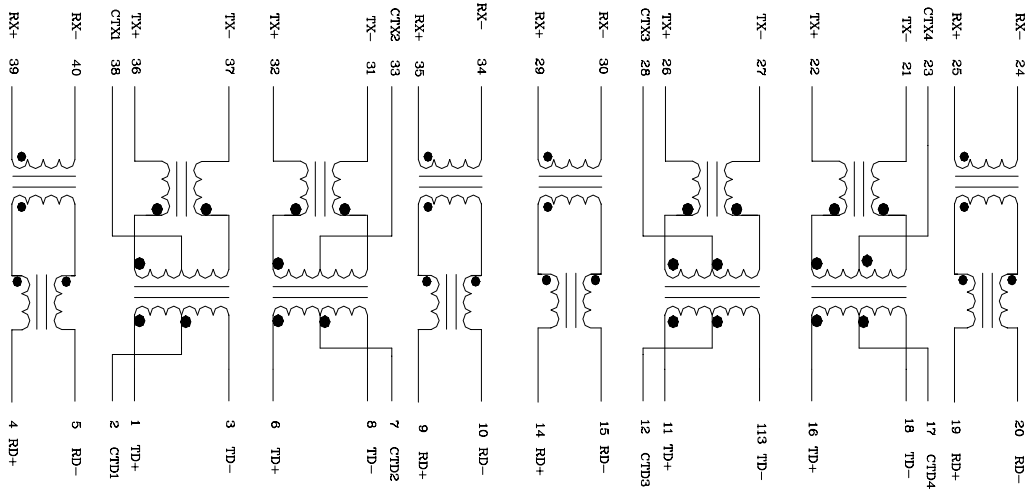 RX+ 39
RX- 40
CTX1 38
TX+ 36
TX- 37
TX+ 32
TX- 31
CTX2 33
RX+ 35
RX- 34
RX+ 29
RX- 30
CTX3 28
TX+ 26
TX- 27
TX+ 22
TX- 21
CTX4 23
RX+ 25
RX- 24
4 RD+
5 RD-
2 CTD1
1 TD+
3 TD-
6 TD+
8 TD-
7 CTD2
9 RD+
10 RD-
14 RD+
15 RD-
12 CTD3
11 TD+
113 TD-
16 TD+
18 TD-
17 CTD4
19 RD+
20 RD-